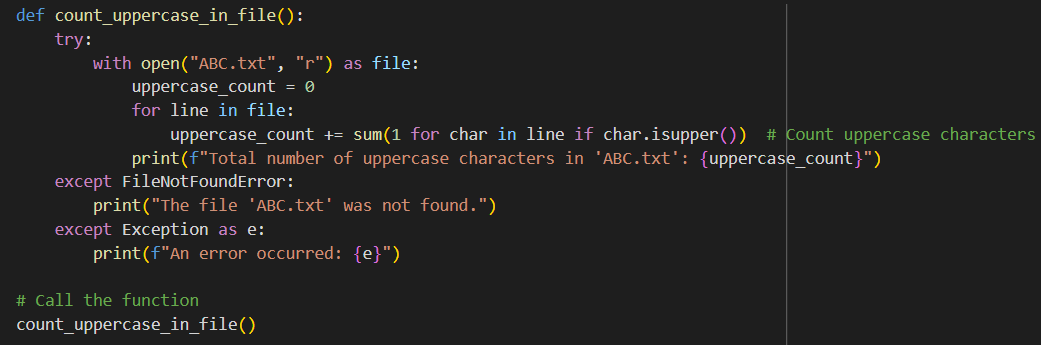 def count_uppercase_in_file():
    try:
        with open("ABC.txt", "r") as file:
            uppercase_count = 0
            for line in file:
                uppercase_count += sum(1 for char in line if char.isupper())  # Count uppercase characters
            print(f"Total number of uppercase characters in 'ABC.txt': {uppercase_count}")
    except FileNotFoundError:
        print("The file 'ABC.txt' was not found.")
    except Exception as e:
        print(f"An error occurred: {e}")

# Call the function
count_uppercase_in_file()